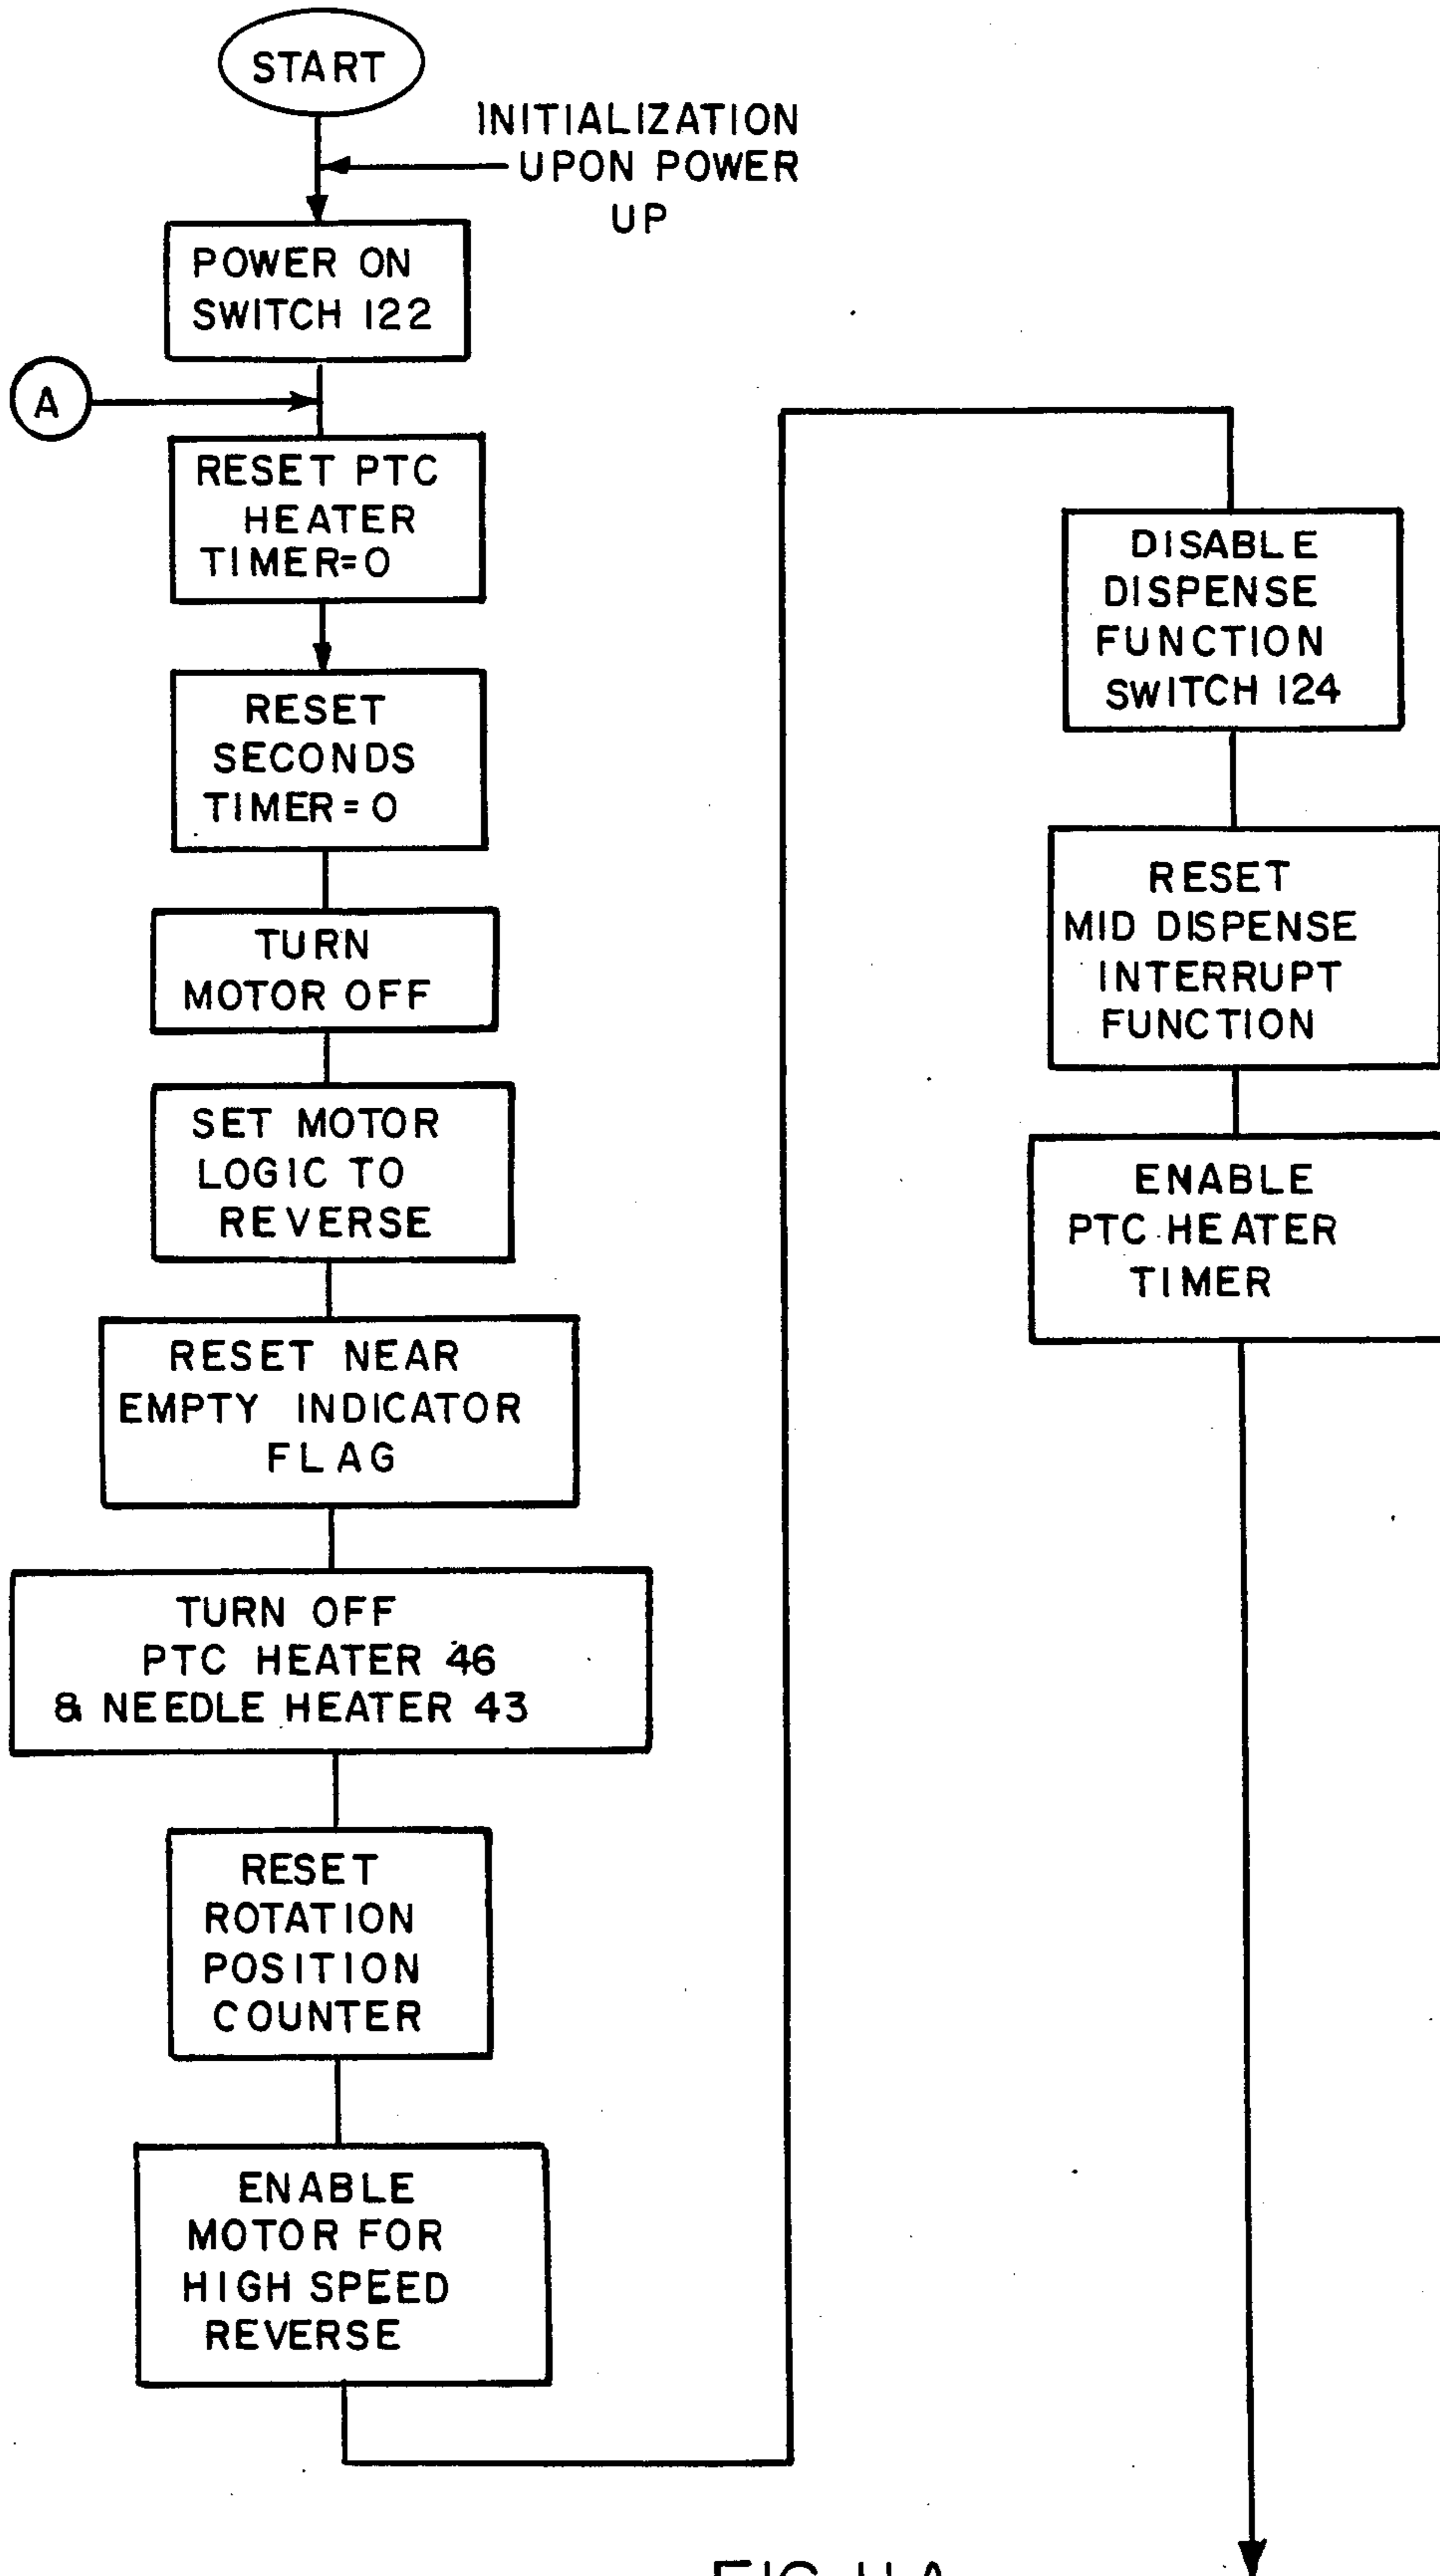 START
INITIALIZATION
UPON POWER
UP
POWER ON
SWITCH 122
A
RESET PTC
HEATER
TIMER=0
RESET
SECONDS
TIMER=0
TURN
MOTOR OFF
SET MOTOR
LOGIC TO
REVERSE
RESET NEAR
EMPTY INDICATOR
FLAG
TURN OFF
PTC HEATER 46
& NEEDLE HEATER 43
RESET
ROTATION
POSITION
COUNTER
ENABLE
MOTOR FOR
HIGH SPEED
REVERSE
DISABLE
DISPENSE
FUNCTION
SWITCH 124
RESET
MID DISPENSE
INTERRUPT
FUNCTION
ENABLE
PTC HEATER
TIMER